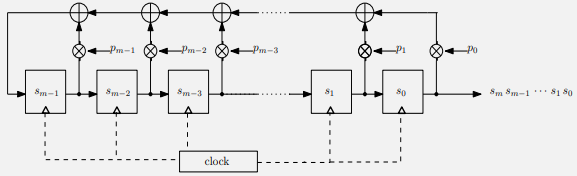 p_{m−1} p_{m−2} p_{m−3} p_1 p_0
s_{m−1} s_{m−2} s_{m−3} s_1 s_0 s_m s_{m−1} ⋯ s_1 s_0
clock